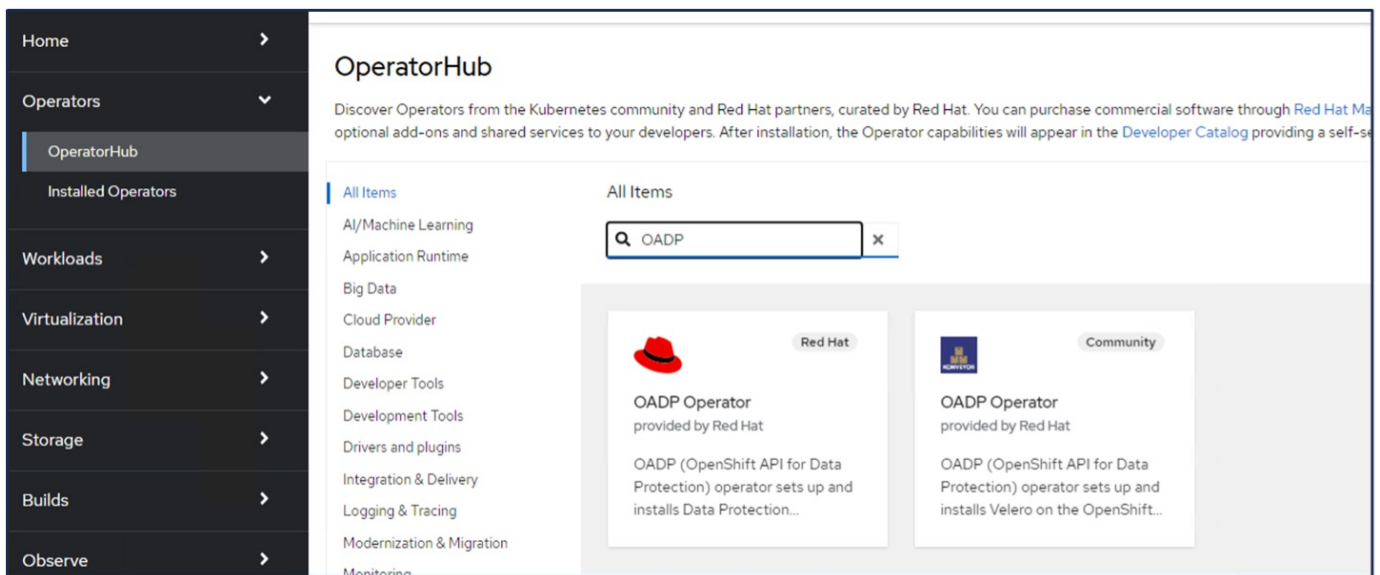 Home
Operators
OperatorHub
Installed Operators
Workloads
Virtualization
Networking
Storage
Builds
Observe
OperatorHub
Discover Operators from the Kubernetes community and Red Hat partners, curated by Red Hat. You can purchase commercial software through Red Hat Ma
optional add-ons and shared services to your developers. After installation, the Operator capabilities will appear in the Developer Catalog providing a self-se
All Items
AI/Machine Learning
Application Runtime
Big Data
Cloud Provider
Database
Developer Tools
Development Tools
Drivers and plugins
Integration & Delivery
Logging & Tracing
Modernization & Migration
Monitoring
All Items
OADP
Red Hat
OADP Operator
provided by Red Hat
OADP (OpenShift API for Data
Protection) operator sets up and
installs Data Protection...
Community
KONVEYOR
OADP Operator
provided by Red Hat
OADP (OpenShift API for Data
Protection) operator sets up and
installs Velero on the OpenShift...